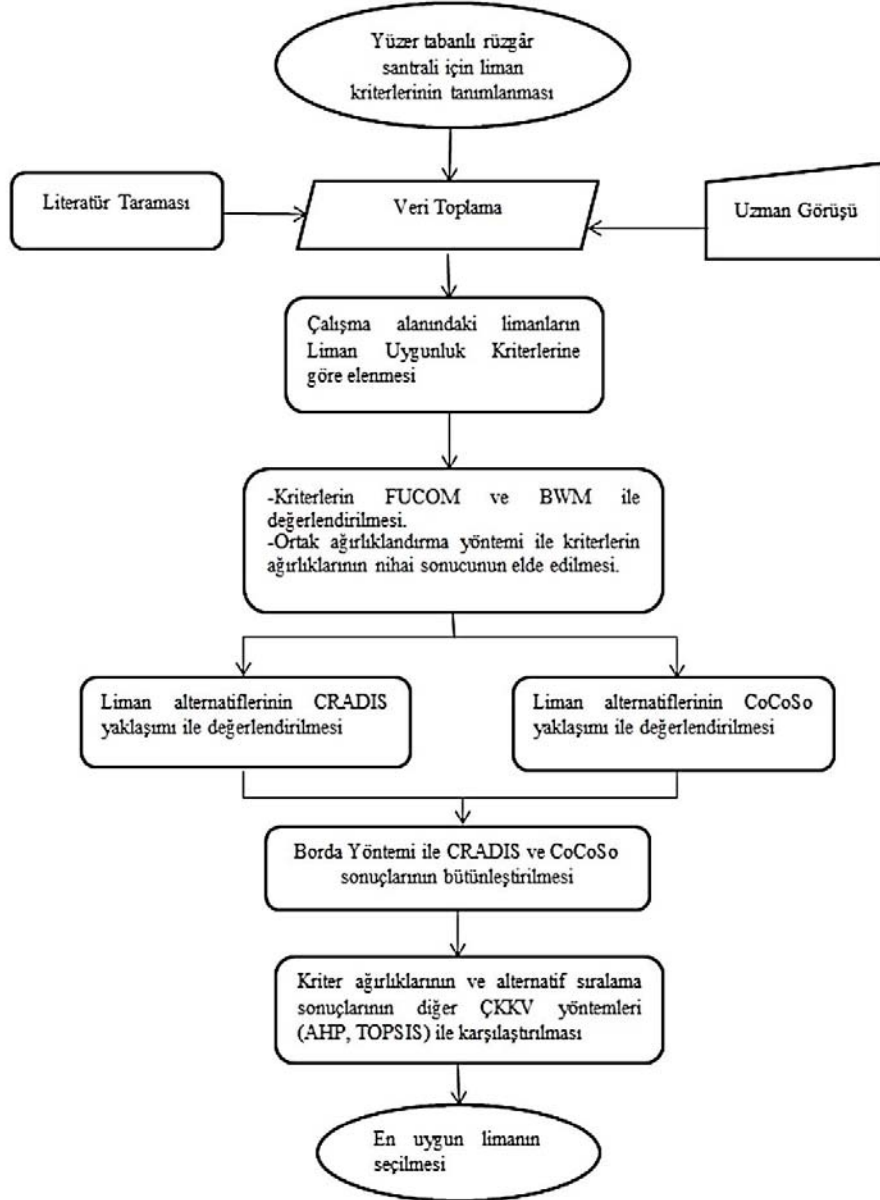 Yüzer tabanlı rüzgâr
santrali için liman
kriterlerinin tanımlanması
Literatür Taraması
Veri Toplama
Uzman Görüşü
Çalışma alanındaki limanların
Liman Uygunluk Kriterlerine
göre elenmesi
-Kriterlerin FUCOM ve BWM ile
değerlendirilmesi.
-Ortak ağırlıklandırma yöntemi ile kriterlerin
ağırlıklarının nihai sonucunun elde edilmesi.
Liman alternatiflerinin CRADIS
yaklaşımı ile değerlendirilmesi
Liman alternatiflerinin CoCoSo
yaklaşımı ile değerlendirilmesi
Borda Yöntemi ile CRADIS ve CoCoSo
sonuçlarının bütünleştirilmesi
Kriter ağırlıklarının ve alternatif sıralama
sonuçlarının diğer ÇKKV yöntemleri
(AHP, TOPSIS) ile karşılaştırılması
En uygun limanın
seçilmesi